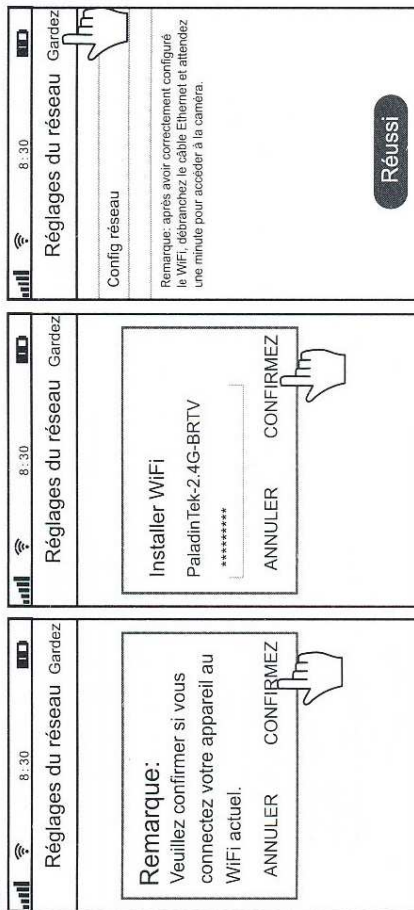 8:30
Réglages du réseau Gardez
Remarque:
Veuillez confirmer si vous
connectez votre appareil au
WiFi actuel.
ANNULER CONFIRMEZ
8:30
Réglages du réseau Gardez
Installer WiFi
PaladinTek-2.4G-BRTV
*********
ANNULER CONFIRMEZ
8:30
Réglages du réseau Gardez
Config réseau
Remarque: après avoir correctement configuré
le WiFi, débranchez le câble Ethernet et attendez
une minute pour accéder à la caméra.
Réussi